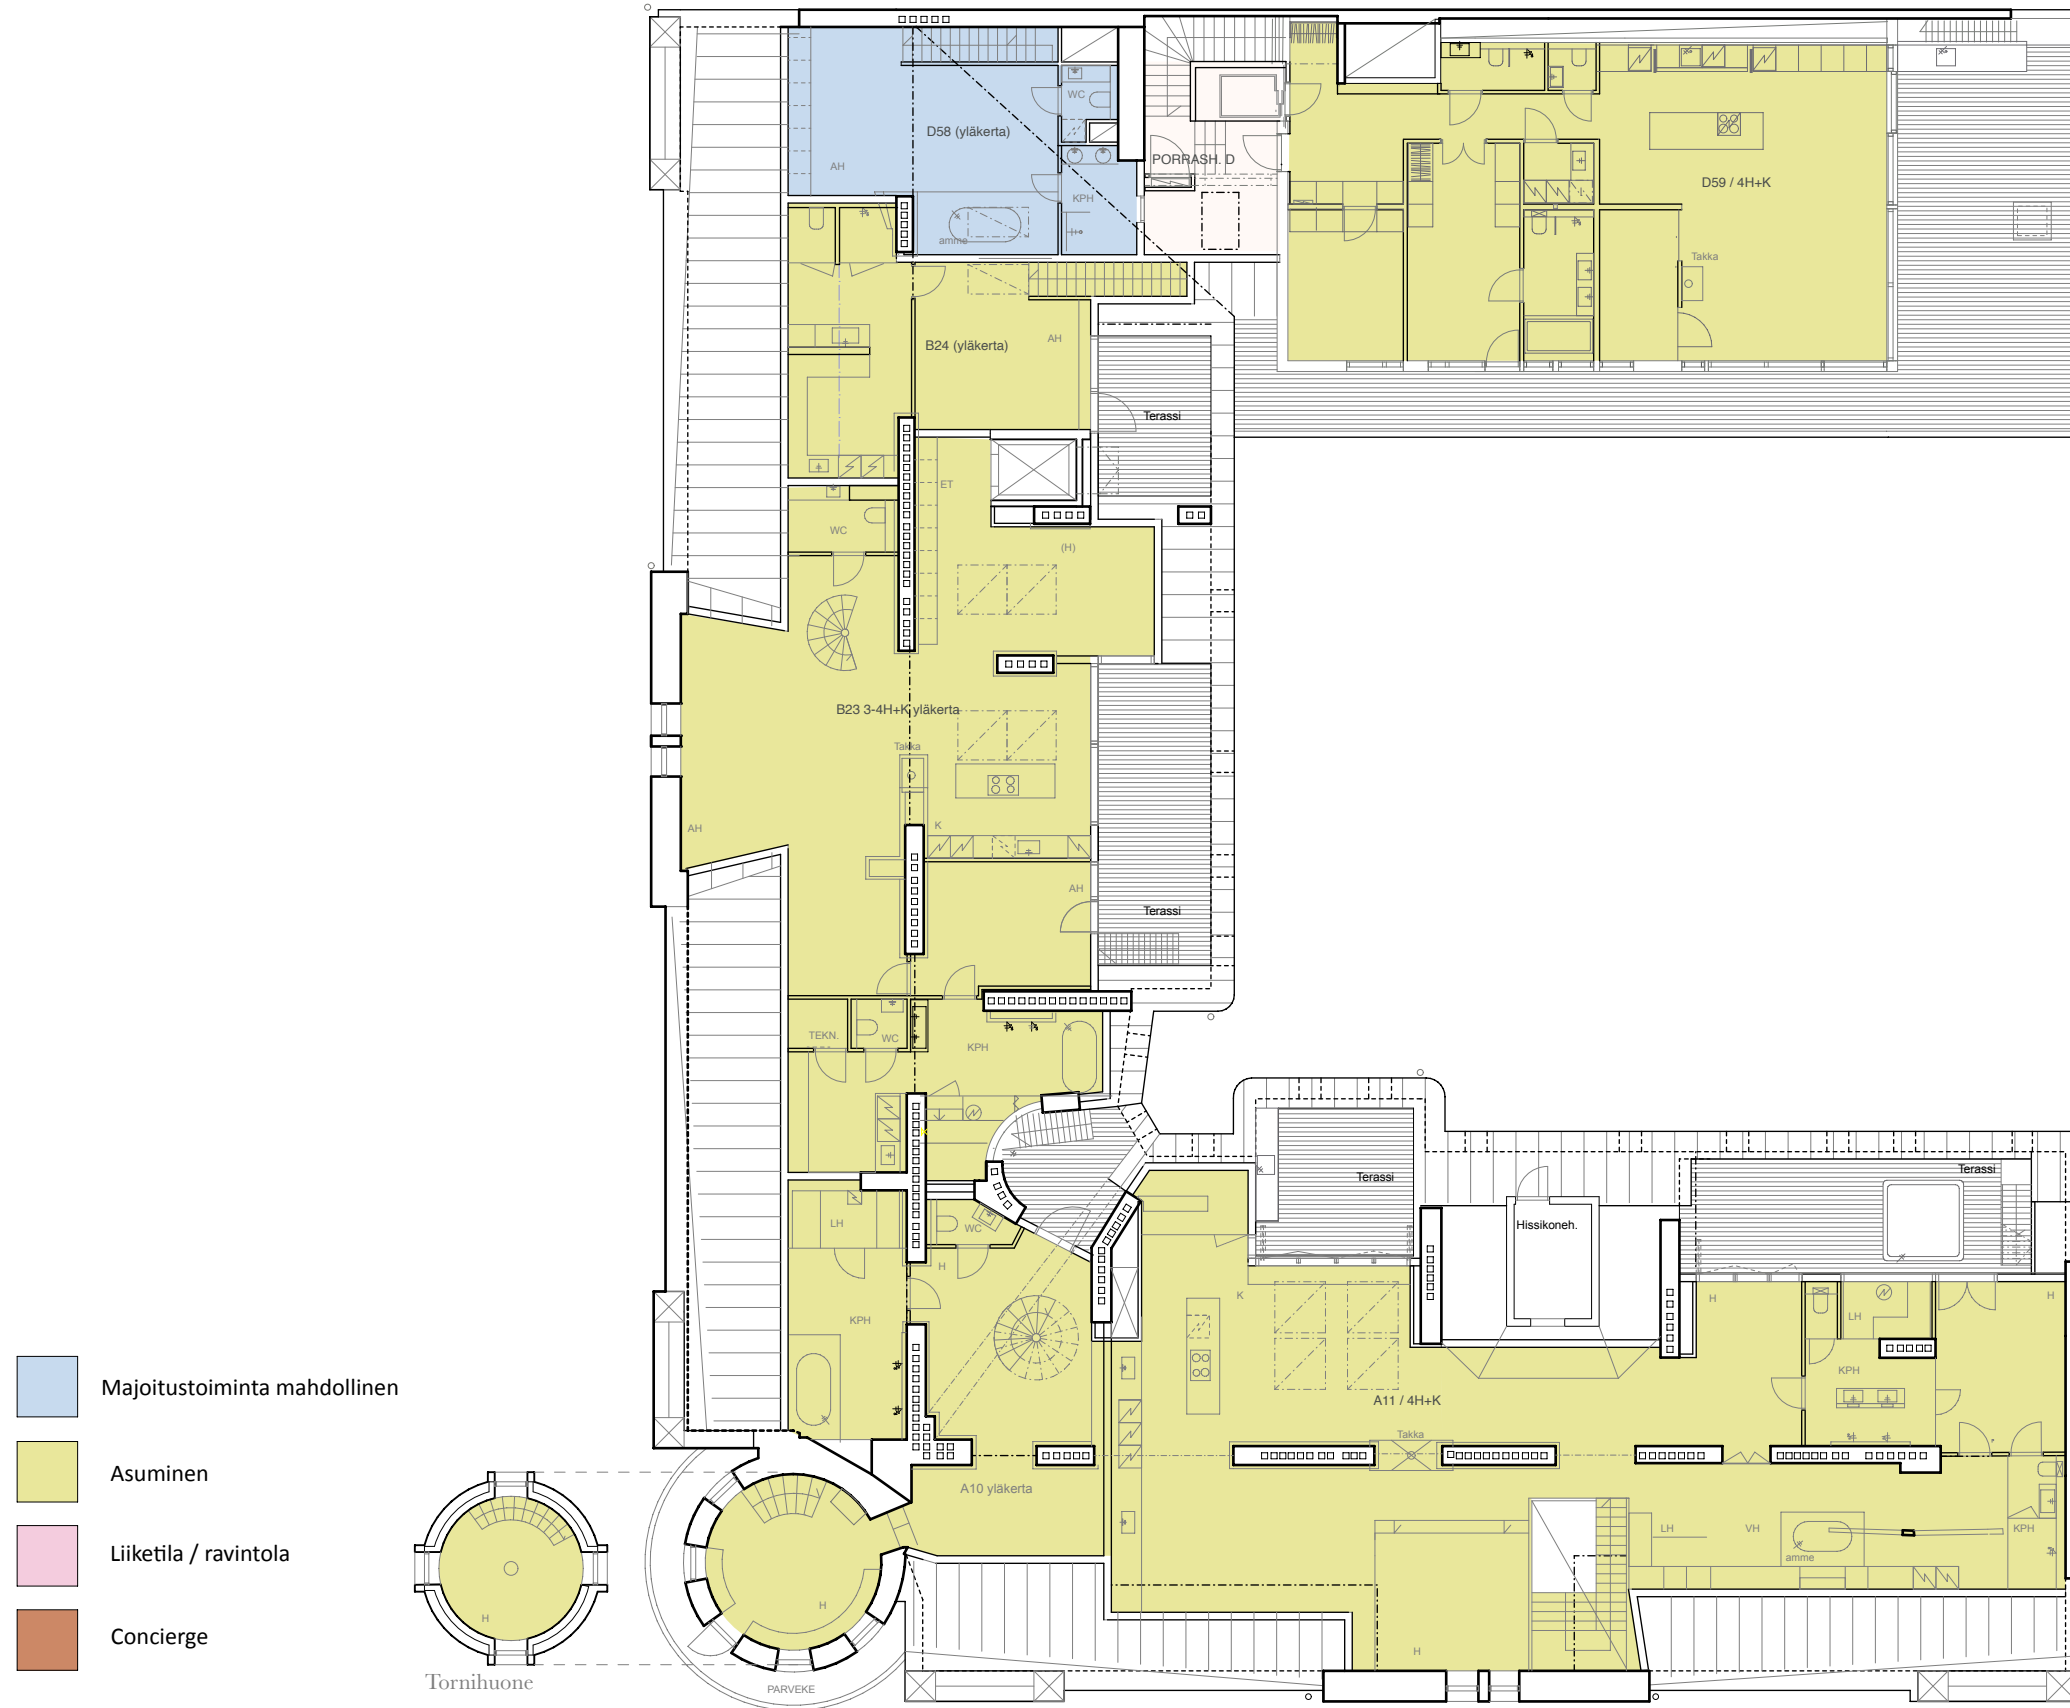 WC
D58 (yläkerta)
AH
PORRASH. D
KPH
amme
D59 / 4H+K
Takka
B24 (yläkerta)
AH
Terassi
ET
WC
(H)
B23 3-4H+K yläkerta
Takka
K
AH
AH
Terassi
TEKN.
WC
KPH
LH
WC
H
KPH
Terassi
Terassi
Hissikoneh.
K
H
LH
H
KPH
A11 / 4H+K
Takka
A10 yläkerta
LH
VH
amme
KPH
H
H
H
PARVEKE
Tornihuone
Majoitustoiminta mahdollinen
Asuminen
Liiketila / ravintola
Concierge